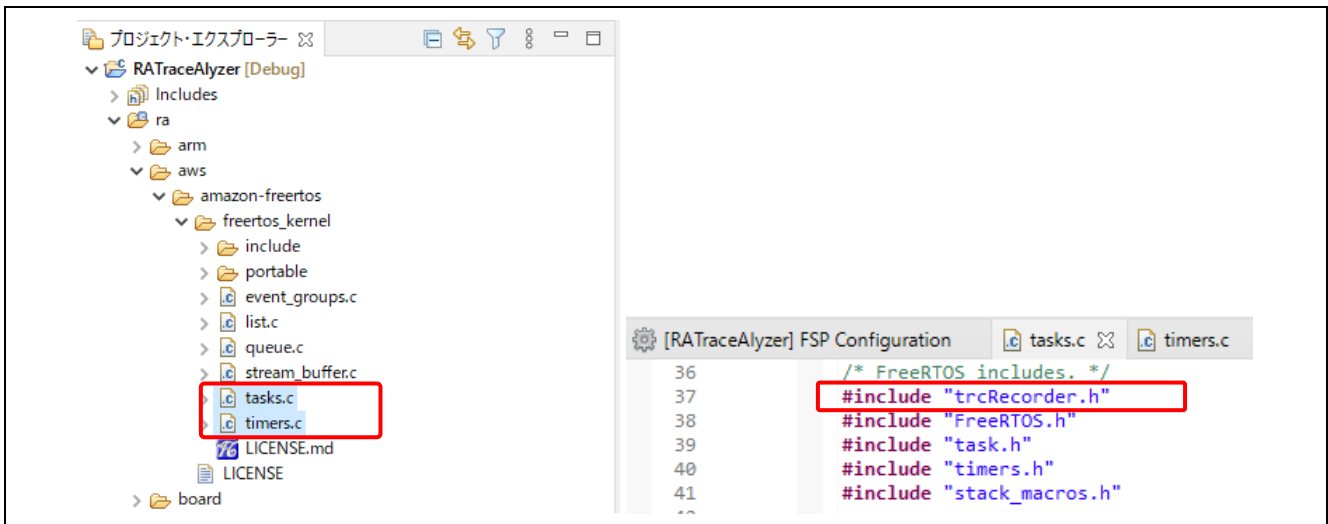 プロジェクト・エクスプローラー
RATraceAlyzer [Debug]
Includes
ra
arm
aws
amazon-freertos
freertos_kernel
include
portable
event_groups.c
list.c
queue.c
stream_buffer.c
tasks.c
timers.c
LICENSE.md
LICENSE
board
[RATraceAlyzer] FSP Configuration tasks.c timers.c
36 /* FreeRTOS includes. */
37 #include "trcRecorder.h"
38 #include "FreeRTOS.h"
39 #include "task.h"
40 #include "timers.h"
41 #include "stack_macros.h"